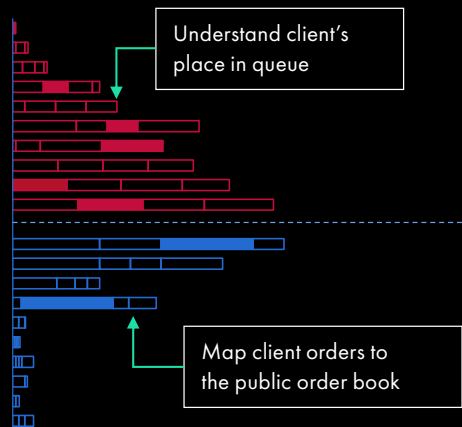 Understand client's
place in queue
Map client orders to
the public order book